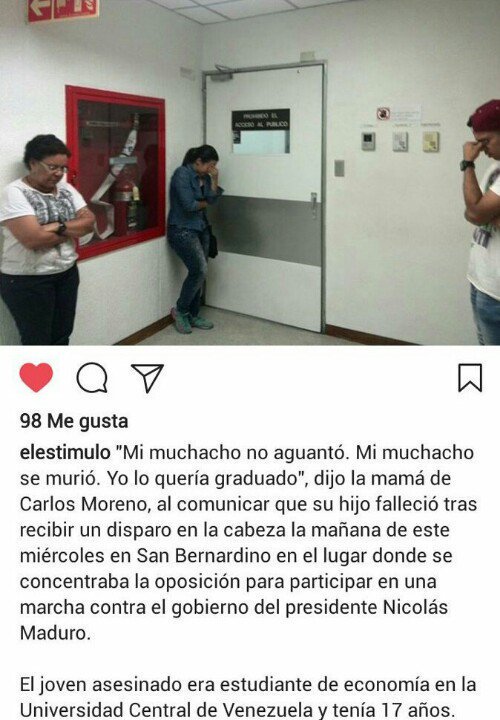 PROHIBIDO EL
ACCESO AL PUBLICO
98 Me gusta
elestimulo "Mi muchacho no aguantó. Mi muchacho
se murió. Yo lo quería graduado", dijo la mamá de
Carlos Moreno, al comunicar que su hijo falleció tras
recibir un disparo en la cabeza la mañana de este
miércoles en San Bernardino en el lugar donde se
concentraba la oposición para participar en una
marcha contra el gobierno del presidente Nicolás
Maduro.
El joven asesinado era estudiante de economía en la
Universidad Central de Venezuela y tenía 17 años.